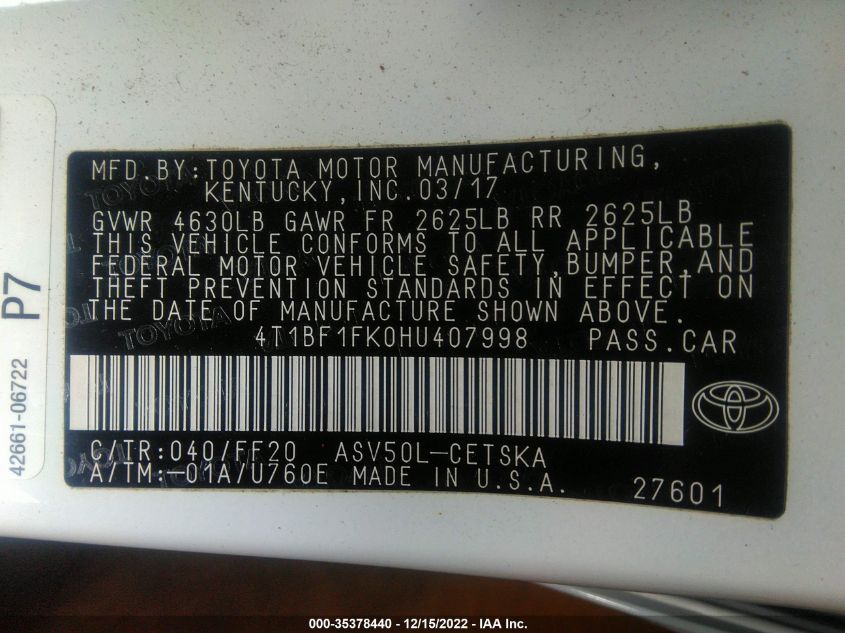 MFD.BY:TOYOTA MOTOR MANUFACTURING,
KENTUCKY,INC.03/17
GVWR 4630LB GAWR FR 2625LB RR 2625LB
THIS VEHICLE CONFORMS TO ALL APPLICABLE
FEDERAL MOTOR VEHICLE SAFETY,BUMPER,AND
THEFT PREVENTION STANDARDS IN EFFECT ON
THE DATE OF MANUFACTURE SHOWN ABOVE.
4T1BF1FK0HU407998 PASS.CAR
C/TR:040/FF20 ASV50L-CETSKA
A/TM:-01A/U760E MADE IN U.S.A. 27601
P7
42661-06722
000-35378440 - 12/15/2022 - IAA Inc.